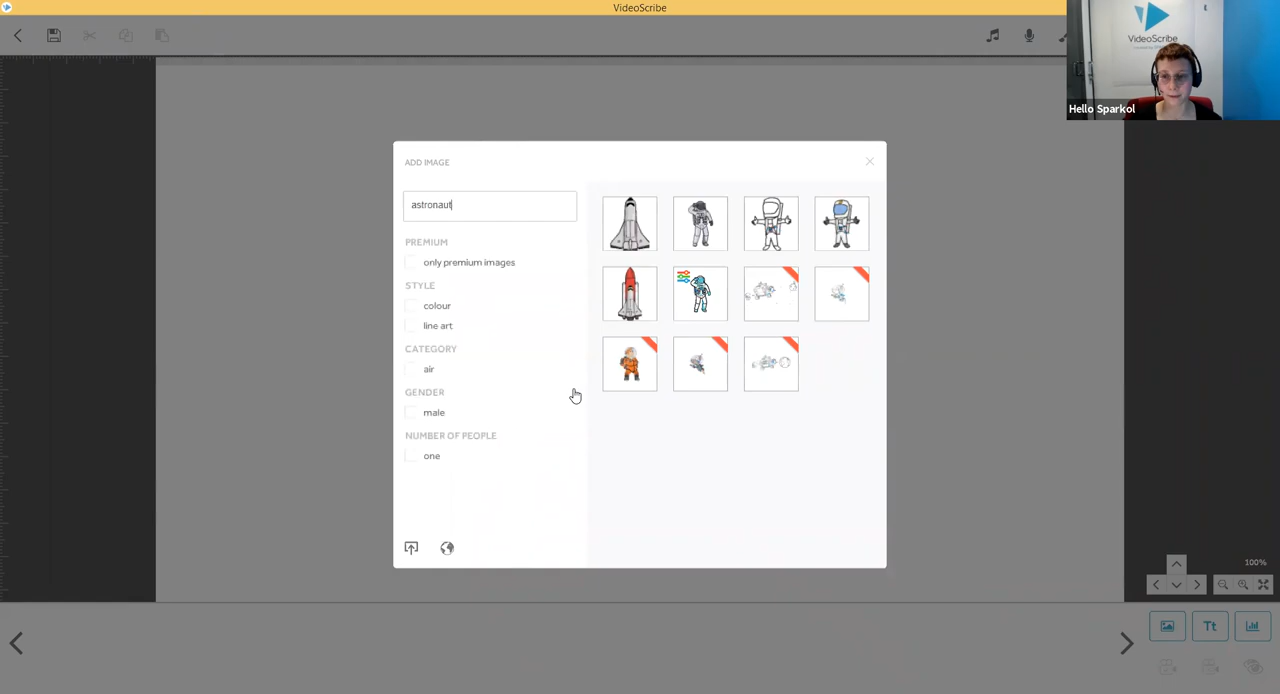 VideoScribe
VideoScribe
Hello Sparkol
ADD IMAGE
astronaut
PREMIUM
only premium images
STYLE
colour
line art
CATEGORY
air
GENDER
male
NUMBER OF PEOPLE
one
100%
Tt